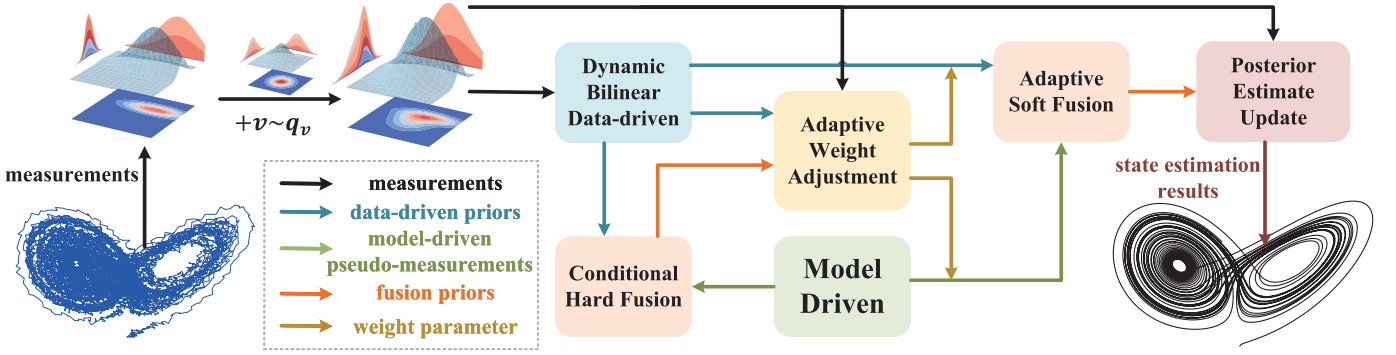 measurements
+v~q_v
measurements
data-driven priors
model-driven
pseudo-measurements
fusion priors
weight parameter
Dynamic
Bilinear
Data-driven
Conditional
Hard Fusion
Adaptive
Weight
Adjustment
Model
Driven
Adaptive
Soft Fusion
Posterior
Estimate
Update
state estimation
results